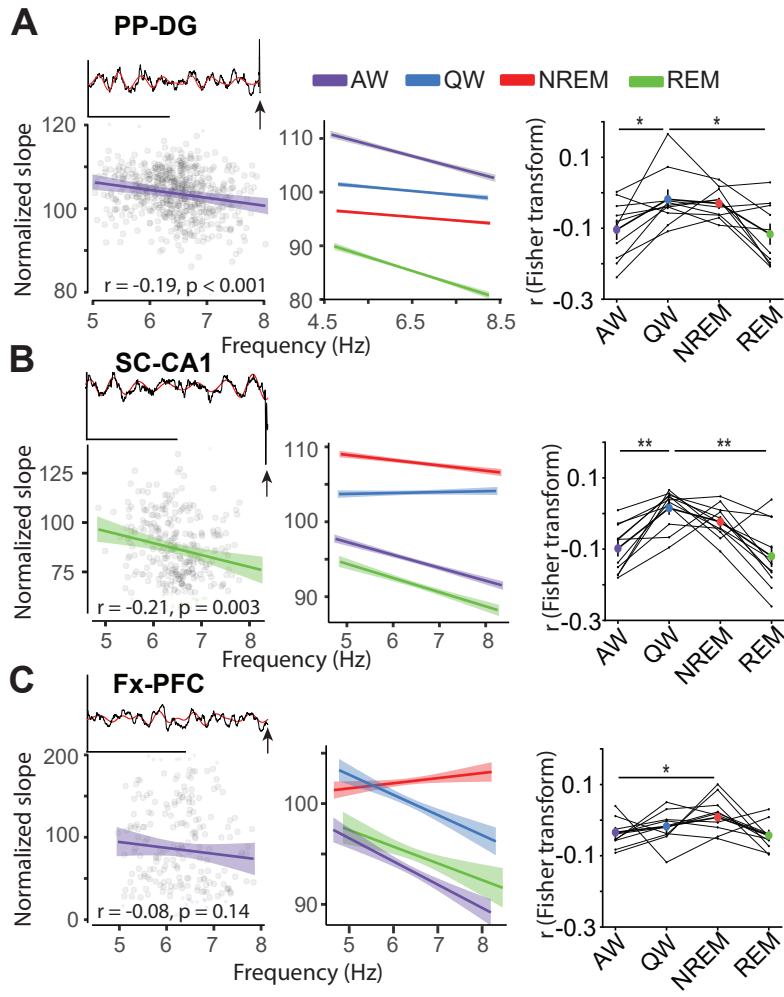 A
PP-DG
AW QW NREM REM
Normalized slope
120
100
80
r = -0.19, p < 0.001
5 6 7 8
110
100
90
80
4.5 6.5 8.5
Frequency (Hz)
r (Fisher transform)
0.1
-0.1
-0.3
* *
AW QW NREM REM
B
SC-CA1
Normalized slope
125
100
75
r = -0.21, p = 0.003
5 6 7 8
110
100
90
5 6 7 8
Frequency (Hz)
r (Fisher transform)
0.1
-0.1
-0.3
** **
AW QW NREM REM
C
Fx-PFC
Normalized slope
200
100
0
r = -0.08, p = 0.14
5 6 7 8
100
90
5 6 7 8
Frequency (Hz)
r (Fisher transform)
0.1
-0.1
-0.3
*
AW QW NREM REM